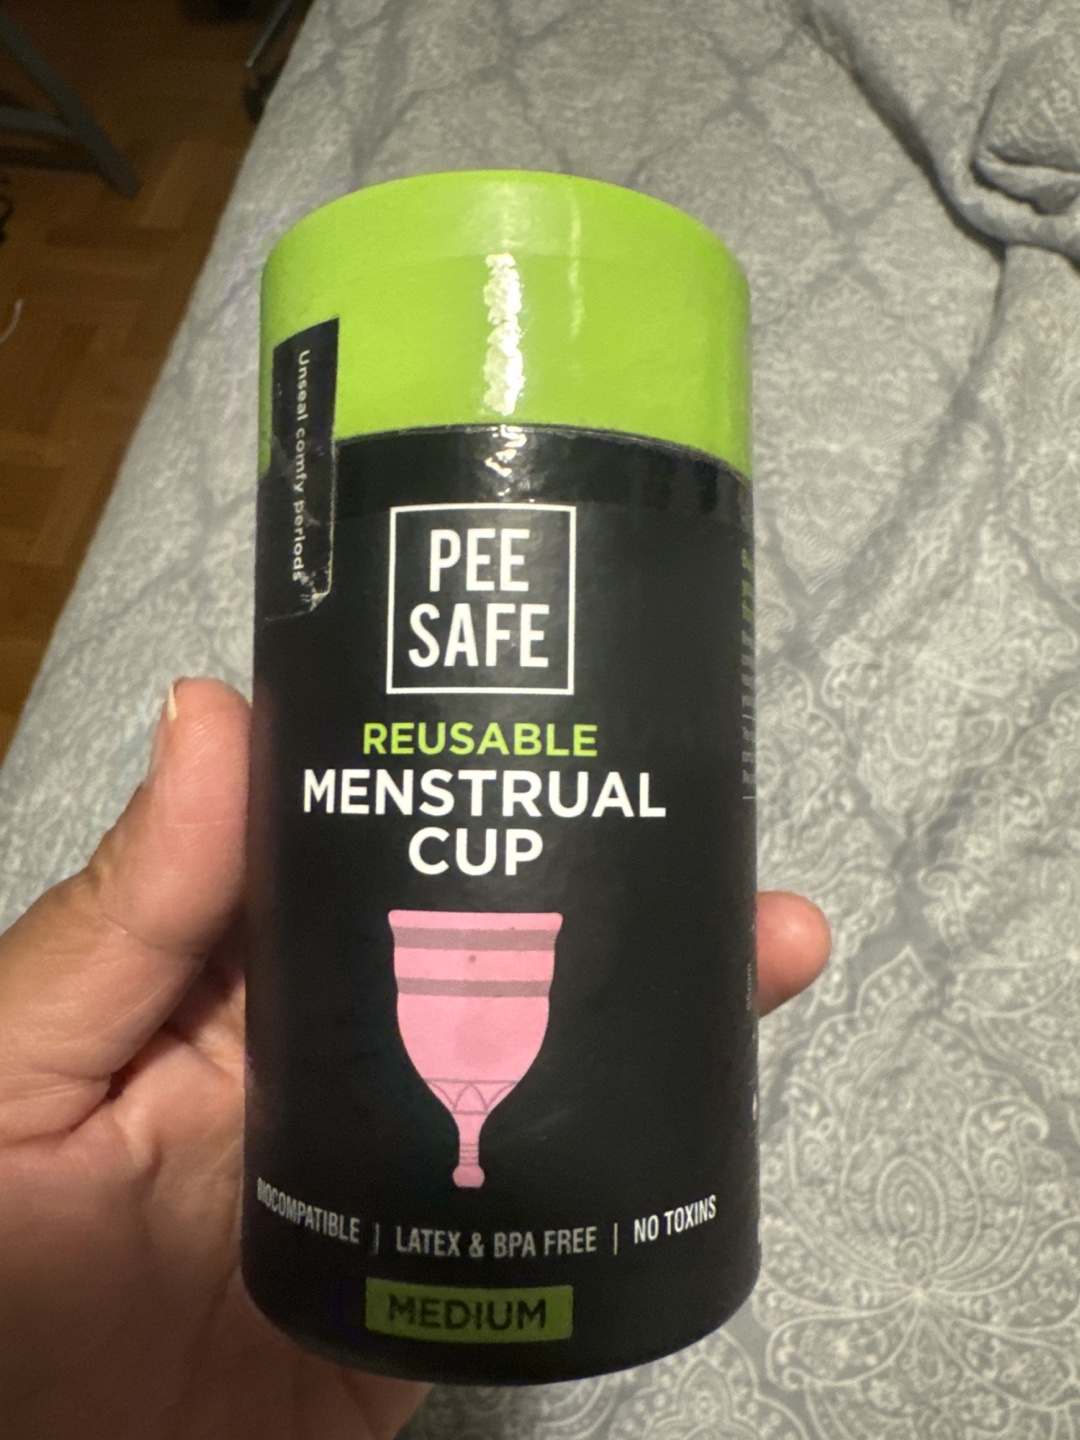 Unseal comfy periods
PEE
SAFE
REUSABLE
MENSTRUAL
CUP
BIOCOMPATIBLE | LATEX & BPA FREE | NO TOXINS
MEDIUM